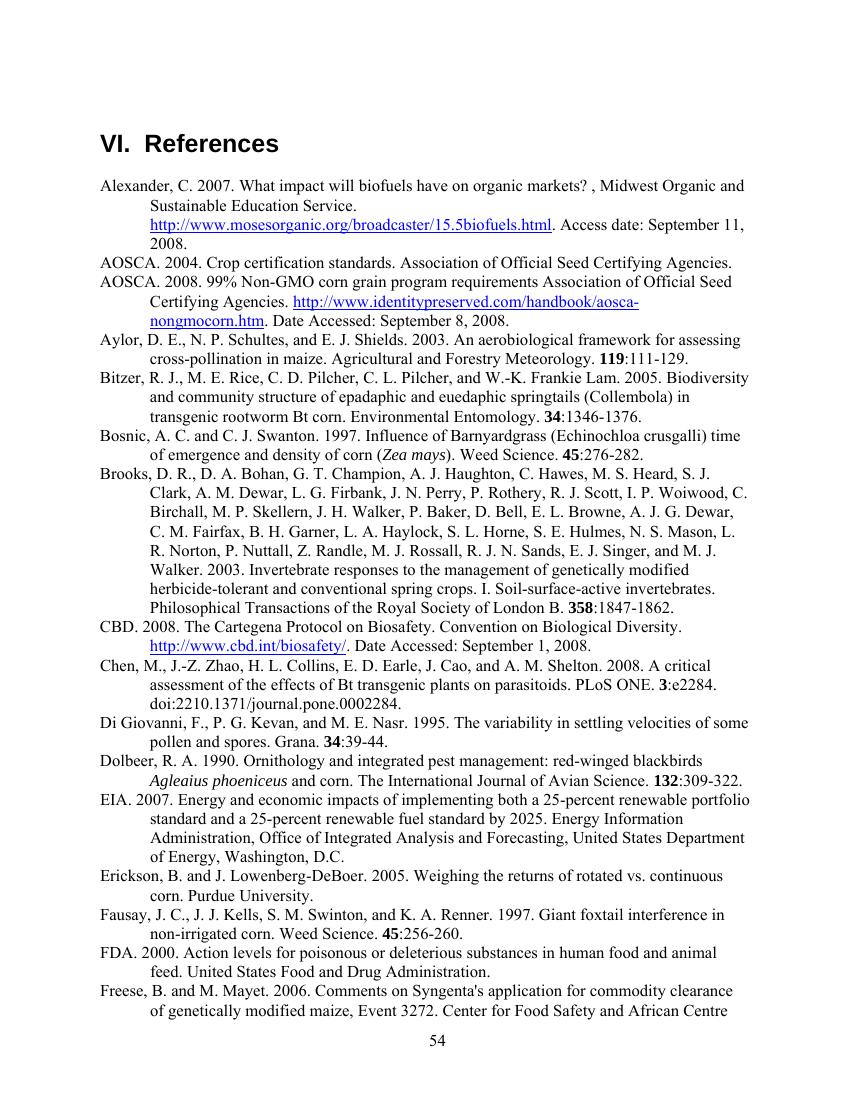 VI. References
Alexander, C. 2007. What impact will biofuels have on organic markets? , Midwest Organic and
Sustainable Education Service.
http://www.mosesorganic.org/broadcaster/15.5biofuels.html. Access date: September 11,
2008.
AOSCA. 2004. Crop certification standards. Association of Official Seed Certifying Agencies.
AOSCA. 2008. 99% Non-GMO corn grain program requirements Association of Official Seed
Certifying Agencies. http://www.identitypreserved.com/handbook/aosca-
nongmocorn.htm. Date Accessed: September 8, 2008.
Aylor, D. E., N. P. Schultes, and E. J. Shields. 2003. An aerobiological framework for assessing
cross-pollination in maize. Agricultural and Forestry Meteorology. 119:111-129.
Bitzer, R. J., M. E. Rice, C. D. Pilcher, C. L. Pilcher, and W.-K. Frankie Lam. 2005. Biodiversity
and community structure of epadaphic and euedaphic springtails (Collembola) in
transgenic rootworm Bt corn. Environmental Entomology. 34:1346-1376.
Bosnic, A. C. and C. J. Swanton. 1997. Influence of Barnyardgrass (Echinochloa crusgalli) time
of emergence and density of corn (Zea mays). Weed Science. 45:276-282.
Brooks, D. R., D. A. Bohan, G. T. Champion, A. J. Haughton, C. Hawes, M. S. Heard, S. J.
Clark, A. M. Dewar, L. G. Firbank, J. N. Perry, P. Rothery, R. J. Scott, I. P. Woiwood, C.
Birchall, M. P. Skellern, J. H. Walker, P. Baker, D. Bell, E. L. Browne, A. J. G. Dewar,
C. M. Fairfax, B. H. Garner, L. A. Haylock, S. L. Horne, S. E. Hulmes, N. S. Mason, L.
R. Norton, P. Nuttall, Z. Randle, M. J. Rossall, R. J. N. Sands, E. J. Singer, and M. J.
Walker. 2003. Invertebrate responses to the management of genetically modified
herbicide-tolerant and conventional spring crops. I. Soil-surface-active invertebrates.
Philosophical Transactions of the Royal Society of London B. 358:1847-1862.
CBD. 2008. The Cartegena Protocol on Biosafety. Convention on Biological Diversity.
http://www.cbd.int/biosafety/. Date Accessed: September 1, 2008.
Chen, M., J.-Z. Zhao, H. L. Collins, E. D. Earle, J. Cao, and A. M. Shelton. 2008. A critical
assessment of the effects of Bt transgenic plants on parasitoids. PLoS ONE. 3:e2284.
doi:2210.1371/journal.pone.0002284.
Di Giovanni, F., P. G. Kevan, and M. E. Nasr. 1995. The variability in settling velocities of some
pollen and spores. Grana. 34:39-44.
Dolbeer, R. A. 1990. Ornithology and integrated pest management: red-winged blackbirds
Agleaius phoeniceus and corn. The International Journal of Avian Science. 132:309-322.
EIA. 2007. Energy and economic impacts of implementing both a 25-percent renewable portfolio
standard and a 25-percent renewable fuel standard by 2025. Energy Information
Administration, Office of Integrated Analysis and Forecasting, United States Department
of Energy, Washington, D.C.
Erickson, B. and J. Lowenberg-DeBoer. 2005. Weighing the returns of rotated vs. continuous
corn. Purdue University.
Fausay, J. C., J. J. Kells, S. M. Swinton, and K. A. Renner. 1997. Giant foxtail interference in
non-irrigated corn. Weed Science. 45:256-260.
FDA. 2000. Action levels for poisonous or deleterious substances in human food and animal
feed. United States Food and Drug Administration.
Freese, B. and M. Mayet. 2006. Comments on Syngenta's application for commodity clearance
of genetically modified maize, Event 3272. Center for Food Safety and African Centre
54